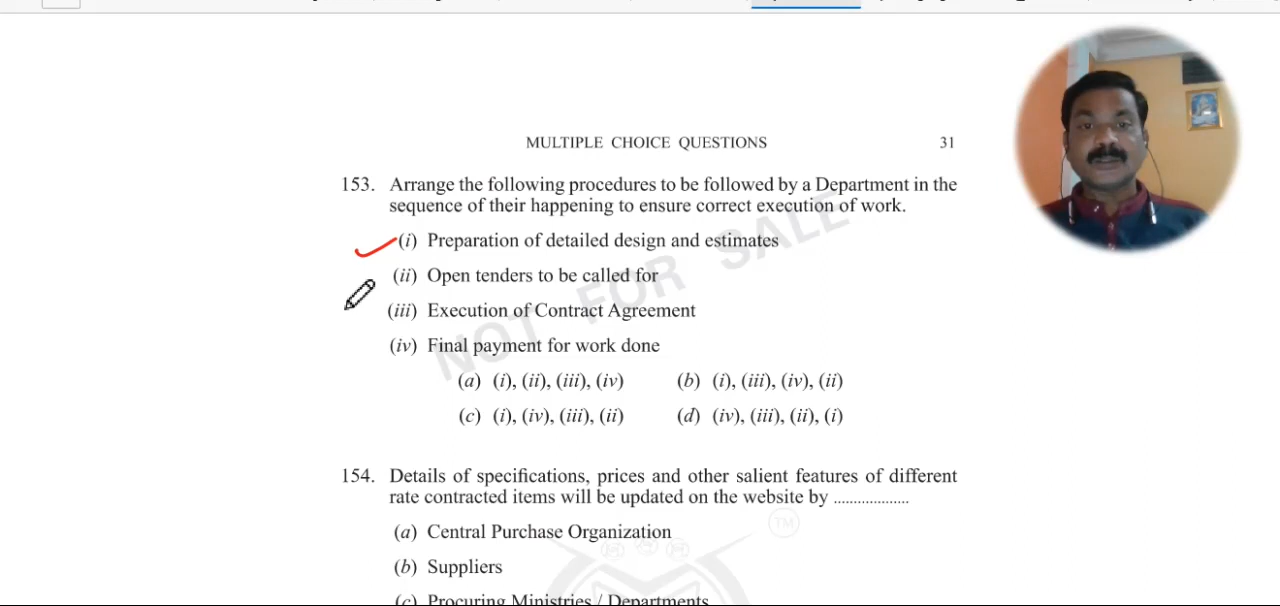 MULTIPLE CHOICE QUESTIONS 31
153. Arrange the following procedures to be followed by a Department in the
sequence of their happening to ensure correct execution of work.
(i) Preparation of detailed design and estimates
(ii) Open tenders to be called for
(iii) Execution of Contract Agreement
(iv) Final payment for work done
(a) (i), (ii), (iii), (iv) (b) (i), (iii), (iv), (ii)
(c) (i), (iv), (iii), (ii) (d) (iv), (iii), (ii), (i)
NOT FOR SALE
154. Details of specifications, prices and other salient features of different
rate contracted items will be updated on the website by ...................
(a) Central Purchase Organization
TM
(b) Suppliers
(c) Procuring Ministries / Departments